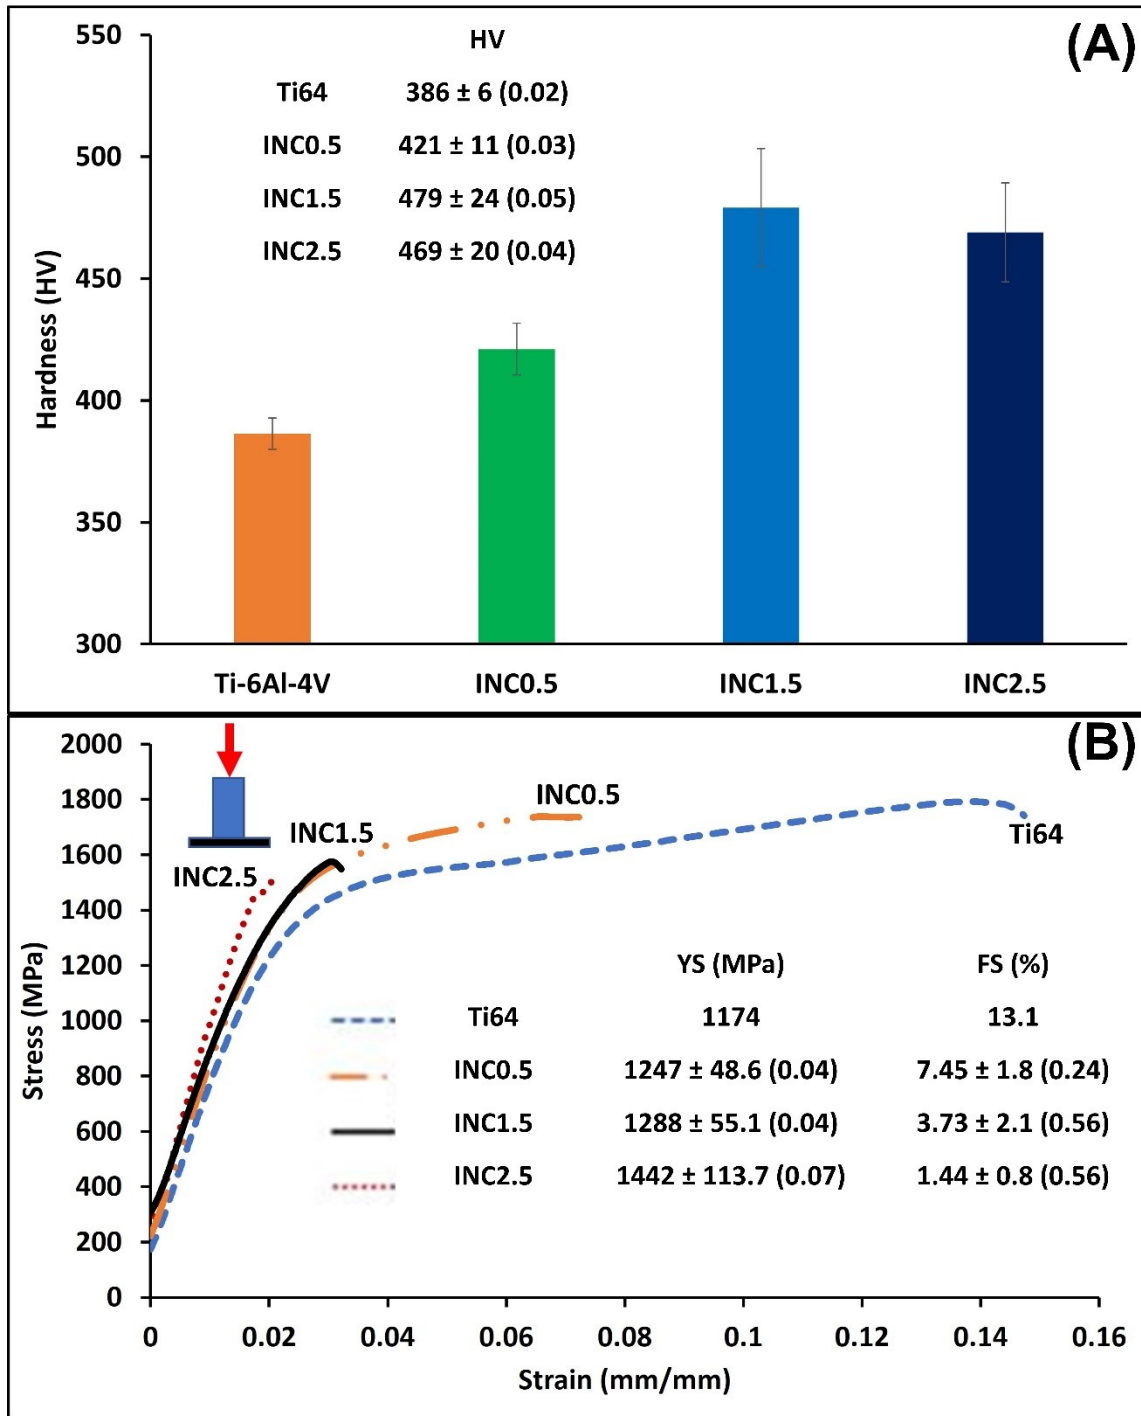 (A)
550
500
450
400
350
300
Hardness (HV)
HV
Ti64 386 ± 6 (0.02)
INC0.5 421 ± 11 (0.03)
INC1.5 479 ± 24 (0.05)
INC2.5 469 ± 20 (0.04)
Ti-6Al-4V INC0.5 INC1.5 INC2.5
(B)
2000
1800
1600
1400
1200
1000
800
600
400
200
0
Stress (MPa)
INC2.5
INC1.5
INC0.5
Ti64
YS (MPa) FS (%)
Ti64 1174 13.1
INC0.5 1247 ± 48.6 (0.04) 7.45 ± 1.8 (0.24)
INC1.5 1288 ± 55.1 (0.04) 3.73 ± 2.1 (0.56)
INC2.5 1442 ± 113.7 (0.07) 1.44 ± 0.8 (0.56)
0 0.02 0.04 0.06 0.08 0.1 0.12 0.14 0.16
Strain (mm/mm)